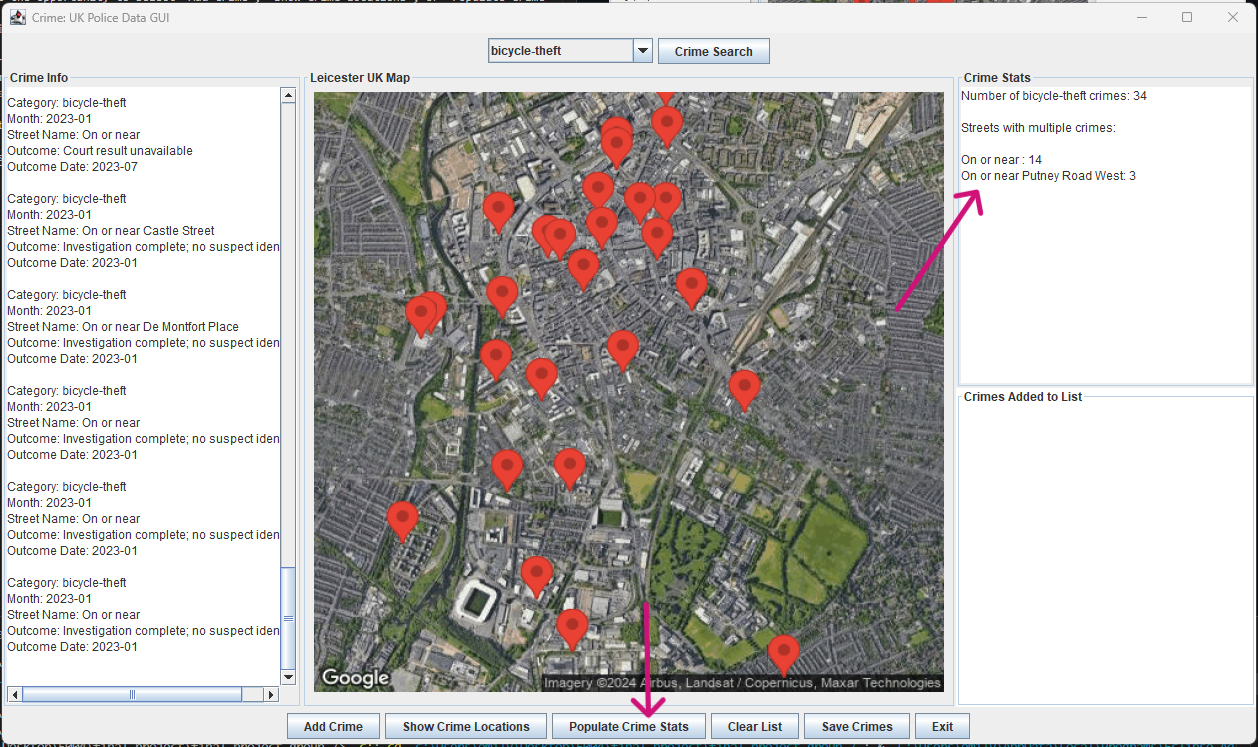 Crime: UK Police Data GUI
bicycle-theft
Crime Search
Crime Info
Category: bicycle-theft
Month: 2023-01
Street Name: On or near
Outcome: Court result unavailable
Outcome Date: 2023-07
Category: bicycle-theft
Month: 2023-01
Street Name: On or near Castle Street
Outcome: Investigation complete; no suspect iden
Outcome Date: 2023-01
Category: bicycle-theft
Month: 2023-01
Street Name: On or near De Montfort Place
Outcome: Investigation complete; no suspect iden
Outcome Date: 2023-01
Category: bicycle-theft
Month: 2023-01
Street Name: On or near
Outcome: Investigation complete; no suspect iden
Outcome Date: 2023-01
Category: bicycle-theft
Month: 2023-01
Street Name: On or near
Outcome: Investigation complete; no suspect iden
Outcome Date: 2023-01
Category: bicycle-theft
Month: 2023-01
Street Name: On or near
Outcome: Investigation complete; no suspect iden
Outcome Date: 2023-01
Leicester UK Map
Google
Imagery ©2024 Airbus, Landsat / Copernicus, Maxar Technologies
Crime Stats
Number of bicycle-theft crimes: 34
Streets with multiple crimes:
On or near : 14
On or near Putney Road West: 3
Crimes Added to List
Add Crime
Show Crime Locations
Populate Crime Stats
Clear List
Save Crimes
Exit